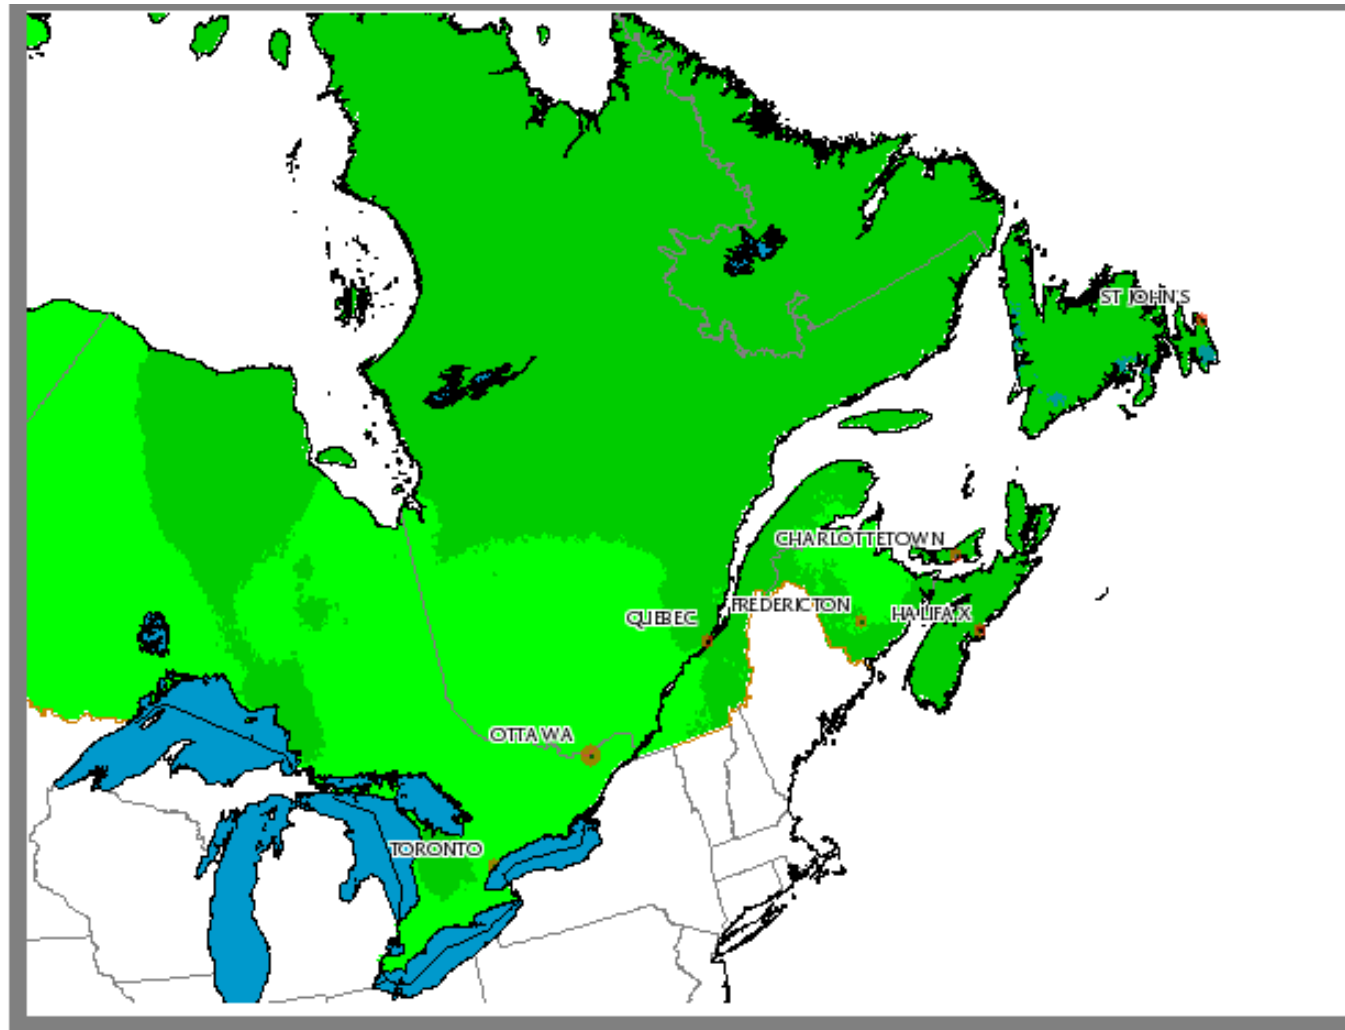 ST JOHN'S
CHARLOTTETOWN
FREDERICTON
HALIFAX
QUEBEC
OTTAWA
TORONTO